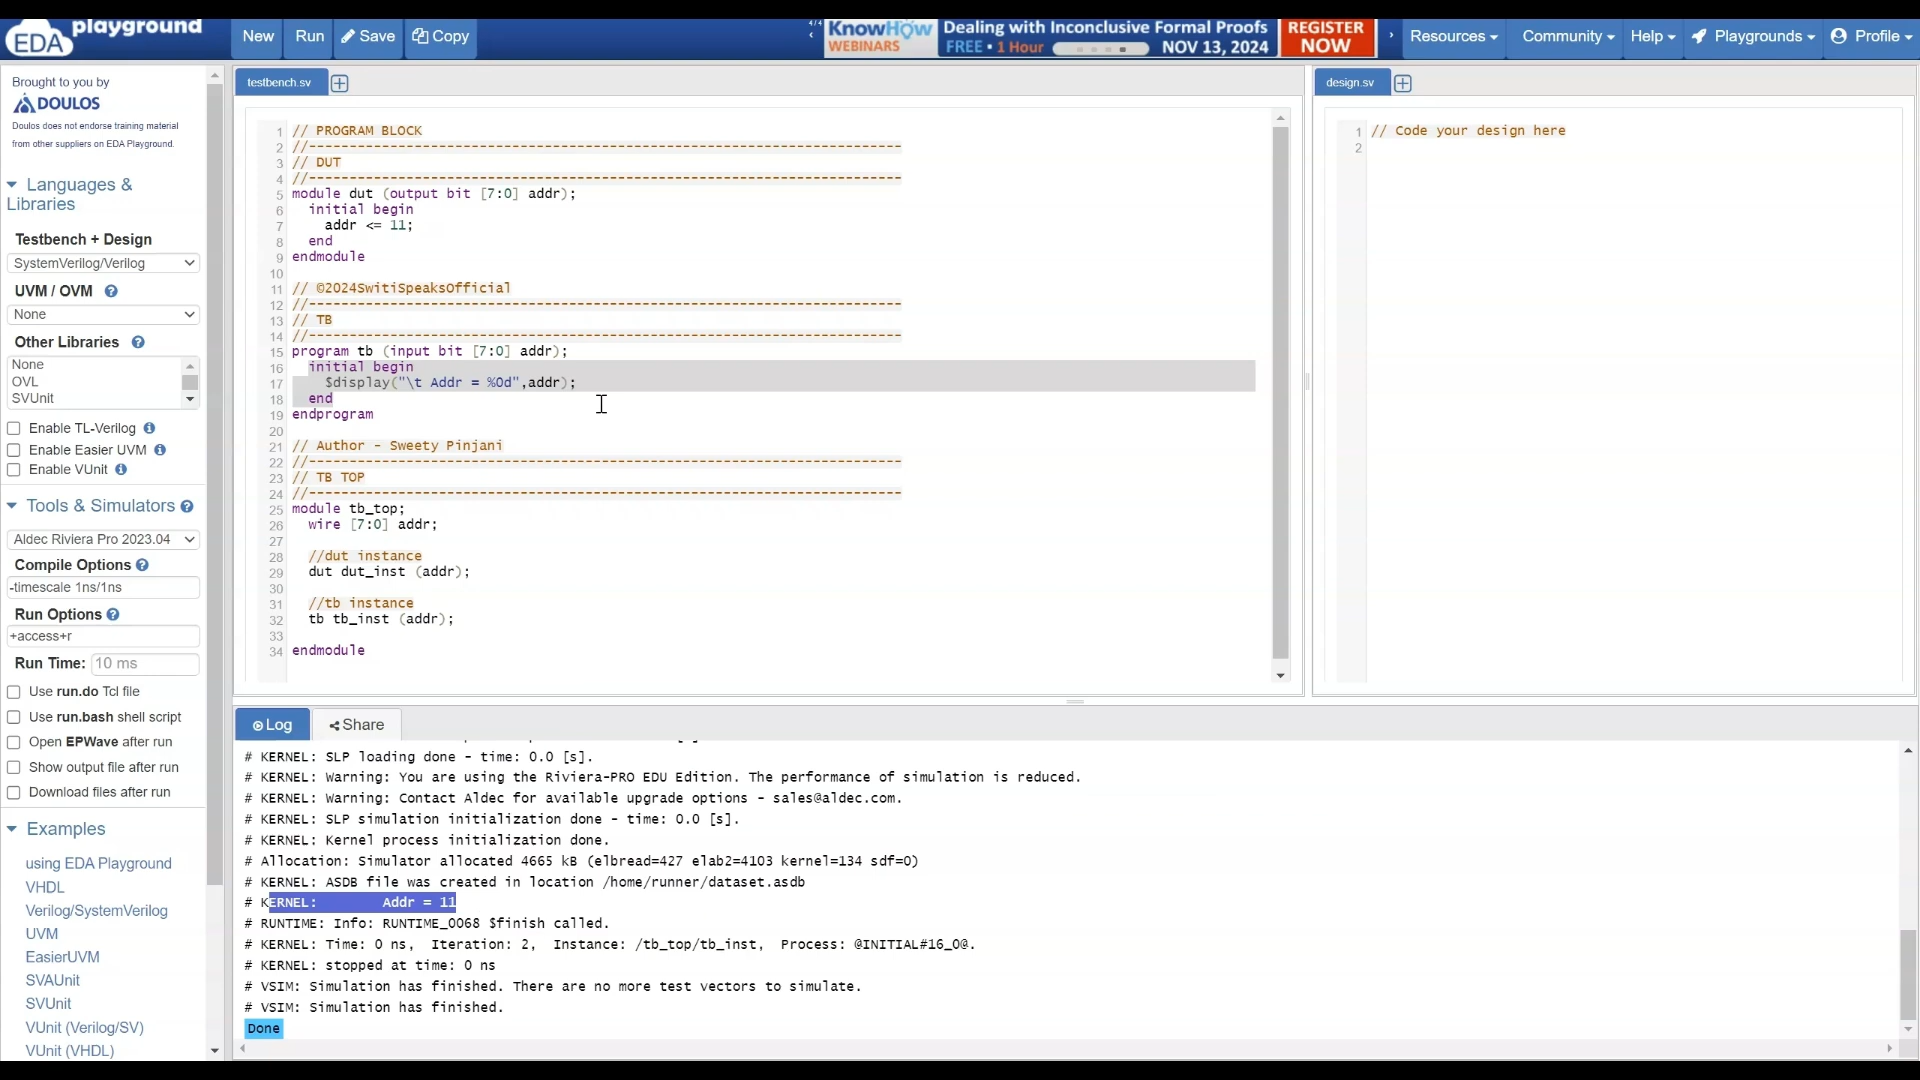 EDA playground
New
Run
Save
Copy
KnowHow WEBINARS
Dealing with Inconclusive Formal Proofs
FREE • 1 Hour
NOV 13, 2024
REGISTER NOW
Resources
Community
Help
Playgrounds
Profile
Brought to you by
DOULOS
Doulos does not endorse training material
from other suppliers on EDA Playground.
Languages &
Libraries
Testbench + Design
SystemVerilog/Verilog
UVM / OVM
None
Other Libraries
None
OVL
SVUnit
Enable TL-Verilog
Enable Easier UVM
Enable VUnit
Tools & Simulators
Aldec Riviera Pro 2023.04
Compile Options
-timescale 1ns/1ns
Run Options
+access+r
Run Time: 10 ms
Use run.do Tcl file
Use run.bash shell script
Open EPWave after run
Show output file after run
Download files after run
Examples
using EDA Playground
VHDL
Verilog/SystemVerilog
UVM
EasierUVM
SVAUnit
SVUnit
VUnit (Verilog/SV)
VUnit (VHDL)
testbench.sv
1 // PROGRAM BLOCK
2 //-------------------------------------------------------------------------
3 // DUT
4 //-------------------------------------------------------------------------
5 module dut (output bit [7:0] addr);
6   initial begin
7     addr <= 11;
8   end
9 endmodule
10
11 // ©2024SwitiSpeaksOfficial
12 //-------------------------------------------------------------------------
13 // TB
14 //-------------------------------------------------------------------------
15 program tb (input bit [7:0] addr);
16   initial begin
17     $display("\t Addr = %0d",addr);
18   end
19 endprogram
20
21 // Author - Sweety Pinjani
22 //-------------------------------------------------------------------------
23 // TB TOP
24 //-------------------------------------------------------------------------
25 module tb_top;
26   wire [7:0] addr;
27
28   //dut instance
29   dut dut_inst (addr);
30
31   //tb instance
32   tb tb_inst (addr);
33
34 endmodule
design.sv
1 // Code your design here
2
Log
Share
# KERNEL: SLP loading done - time: 0.0 [s].
# KERNEL: Warning: You are using the Riviera-PRO EDU Edition. The performance of simulation is reduced.
# KERNEL: Warning: Contact Aldec for available upgrade options - sales@aldec.com.
# KERNEL: SLP simulation initialization done - time: 0.0 [s].
# KERNEL: Kernel process initialization done.
# Allocation: Simulator allocated 4665 kB (elbread=427 elab2=4103 kernel=134 sdf=0)
# KERNEL: ASDB file was created in location /home/runner/dataset.asdb
# KERNEL:        Addr = 11
# RUNTIME: Info: RUNTIME_0068 $finish called.
# KERNEL: Time: 0 ns,  Iteration: 2,  Instance: /tb_top/tb_inst,  Process: @INITIAL#16_0@.
# KERNEL: stopped at time: 0 ns
# VSIM: Simulation has finished. There are no more test vectors to simulate.
# VSIM: Simulation has finished.
Done